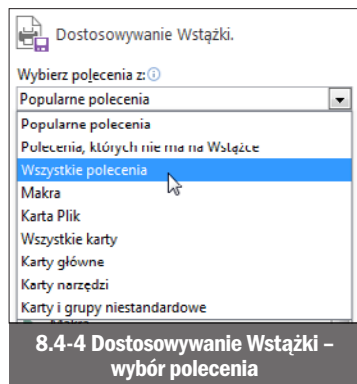 Dostosowywanie Wstążki.
Wybierz polecenia z:
Popularne polecenia
Popularne polecenia
Polecenia, których nie ma na Wstążce
Wszystkie polecenia
Makra
Karta Plik
Wszystkie karty
Karty główne
Karty narzędzi
Karty i grupy niestandardowe
8.4-4 Dostosowywanie Wstążki –
wybór polecenia